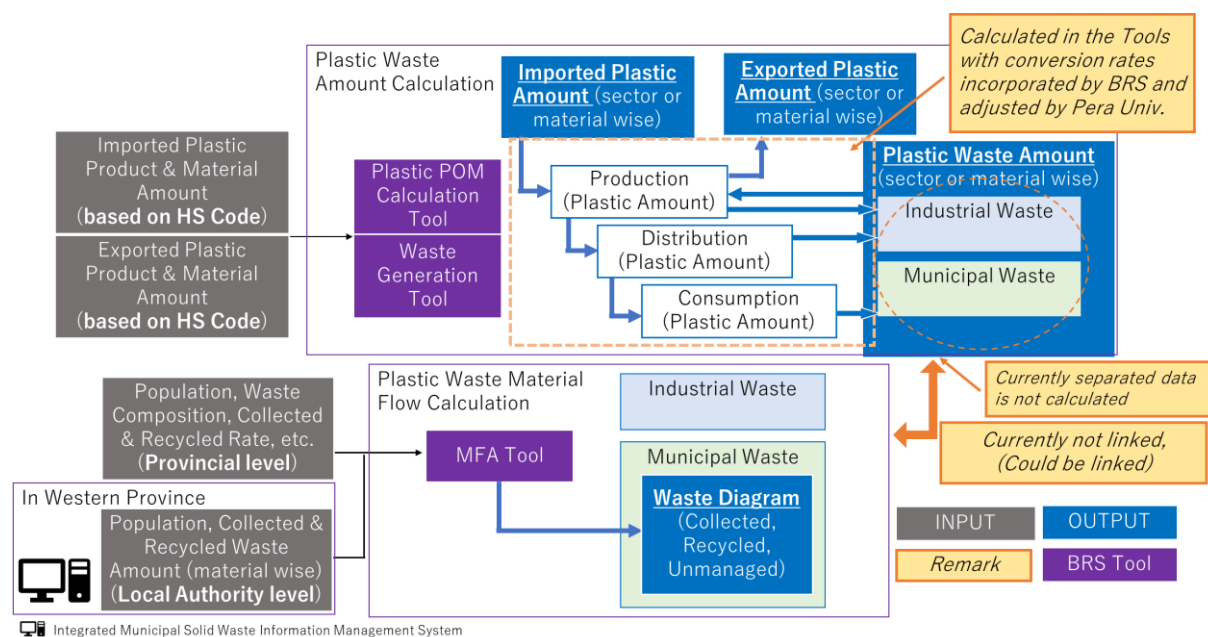 Plastic Waste
Amount Calculation
Imported Plastic
Amount (sector or
material wise)
Exported Plastic
Amount (sector or
material wise)
Calculated in the Tools
with conversion rates
incorporated by BRS and
adjusted by Pera Univ.
Imported Plastic
Product & Material
Amount
(based on HS Code)
Exported Plastic
Product & Material
Amount
(based on HS Code)
Plastic POM
Calculation
Tool
Waste
Generation
Tool
Production
(Plastic Amount)
Distribution
(Plastic Amount)
Consumption
(Plastic Amount)
Plastic Waste Amount
(sector or material wise)
Industrial Waste
Municipal Waste
Currently separated data
is not calculated
Currently not linked,
(Could be linked)
Population, Waste
Composition, Collected
& Recycled Rate, etc.
(Provincial level)
In Western Province
Population, Collected &
Recycled Waste
Amount (material wise)
(Local Authority level)
Plastic Waste Material
Flow Calculation
MFA Tool
Industrial Waste
Municipal Waste
Waste Diagram
(Collected,
Recycled,
Unmanaged)
INPUT
OUTPUT
Remark
BRS Tool
Integrated Municipal Solid Waste Information Management System